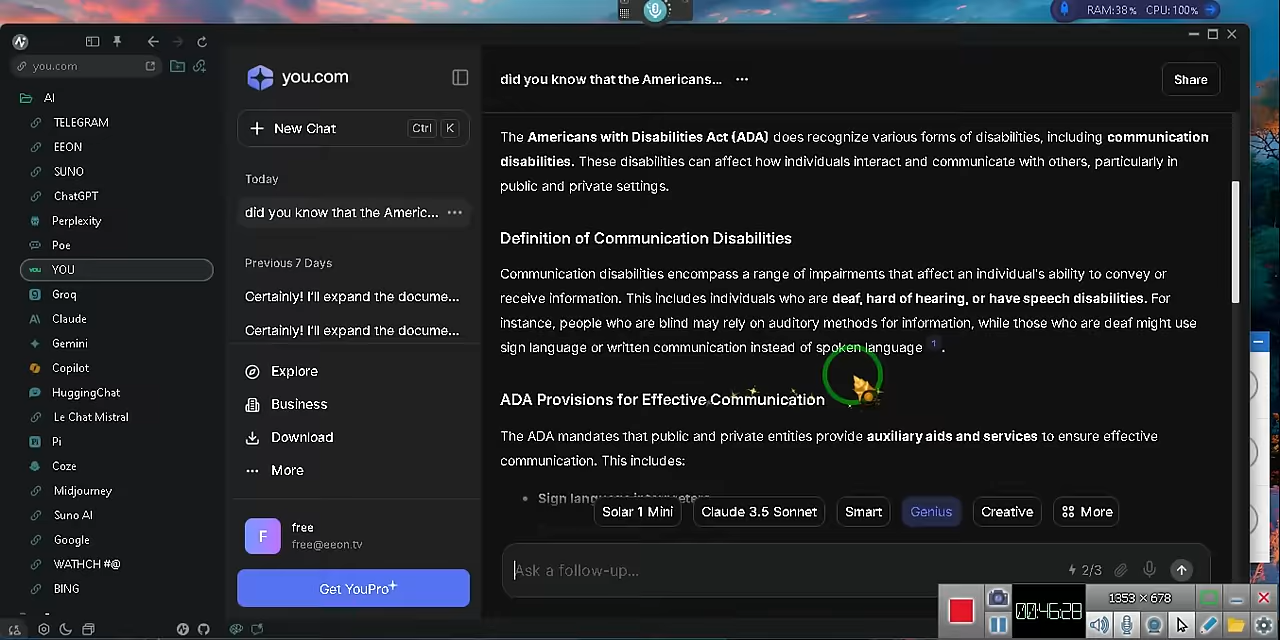 RAM:38% CPU:100%
you.com
AI
TELEGRAM
EEON
SUNO
ChatGPT
Perplexity
Poe
YOU
YOU
Groq
Claude
Gemini
Copilot
HuggingChat
Le Chat Mistral
Pi
Coze
Midjourney
Suno AI
Google
WATHCH #@
BING
you.com
New Chat
Ctrl K
Today
did you know that the Americ...
Previous 7 Days
Certainly! I'll expand the docume...
Certainly! I'll expand the docume...
Explore
Business
Download
More
F
free
free@eeon.tv
Get YouPro
did you know that the Americans...
Share
The Americans with Disabilities Act (ADA) does recognize various forms of disabilities, including communication
disabilities. These disabilities can affect how individuals interact and communicate with others, particularly in
public and private settings.
Definition of Communication Disabilities
Communication disabilities encompass a range of impairments that affect an individual's ability to convey or
receive information. This includes individuals who are deaf, hard of hearing, or have speech disabilities. For
instance, people who are blind may rely on auditory methods for information, while those who are deaf might use
sign language or written communication instead of spoken language 1.
ADA Provisions for Effective Communication
The ADA mandates that public and private entities provide auxiliary aids and services to ensure effective
communication. This includes:
• Sign language interpreters
Solar 1 Mini
Claude 3.5 Sonnet
Smart
Genius
Creative
More
Ask a follow-up...
2/3
1353 × 678
00:46:28